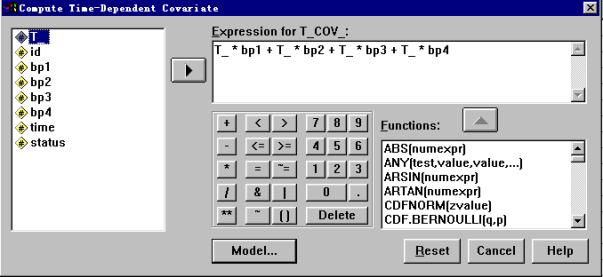 Compute Time-Dependent Covariate
T_
id
bp1
bp2
bp3
bp4
time
status
Expression for T_COV_:
T_ * bp1 + T_ * bp2 + T_ * bp3 + T_ * bp4
+ < > 7 8 9
- <= >= 4 5 6
* = ~= 1 2 3
/ & | 0 .
** ~ () Delete
Functions:
ABS(numexpr)
ANY(test,value,value,...)
ARSIN(numexpr)
ARTAN(numexpr)
CDFNORM(zvalue)
CDF.BERNOULLI(q,p)
Model...
Reset
Cancel
Help